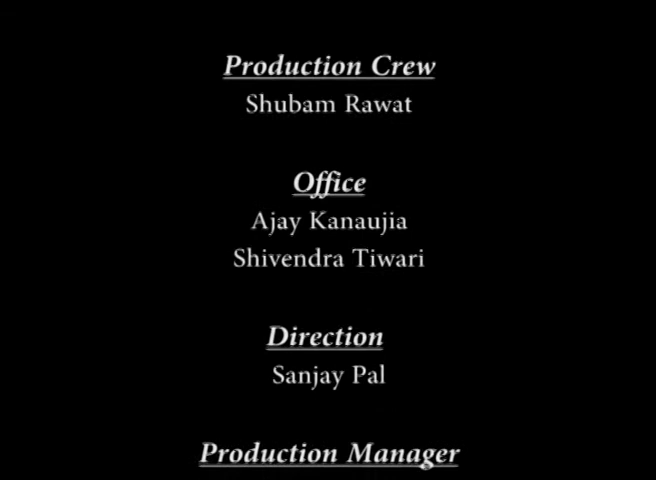 Production Crew
Shubam Rawat
Office
Ajay Kanaujia
Shivendra Tiwari
Direction
Sanjay Pal
Production Manager